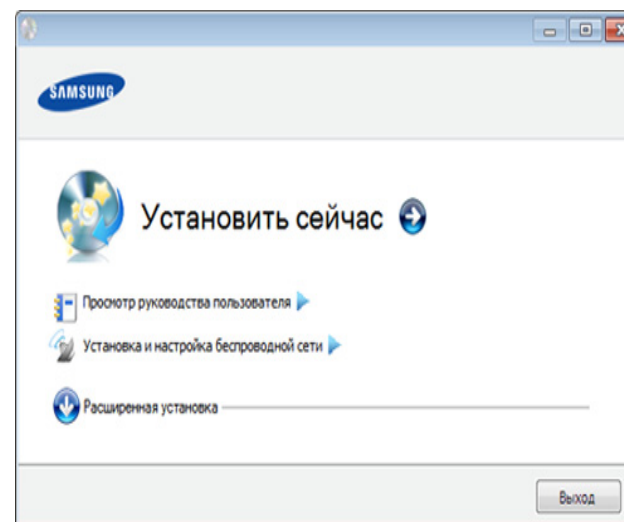 SAMSUNG
Установить сейчас
Просмотр руководства пользователя
Установка и настройка беспроводной сети
Расширенная установка
Выход